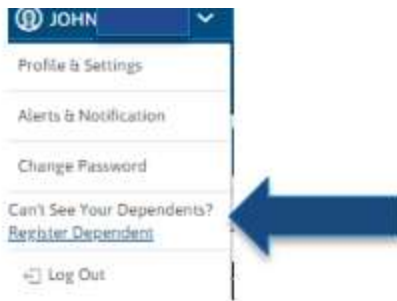 JOHN
Profile & Settings
Alerts & Notification
Change Password
Can't See Your Dependents?
Register Dependent
Log Out